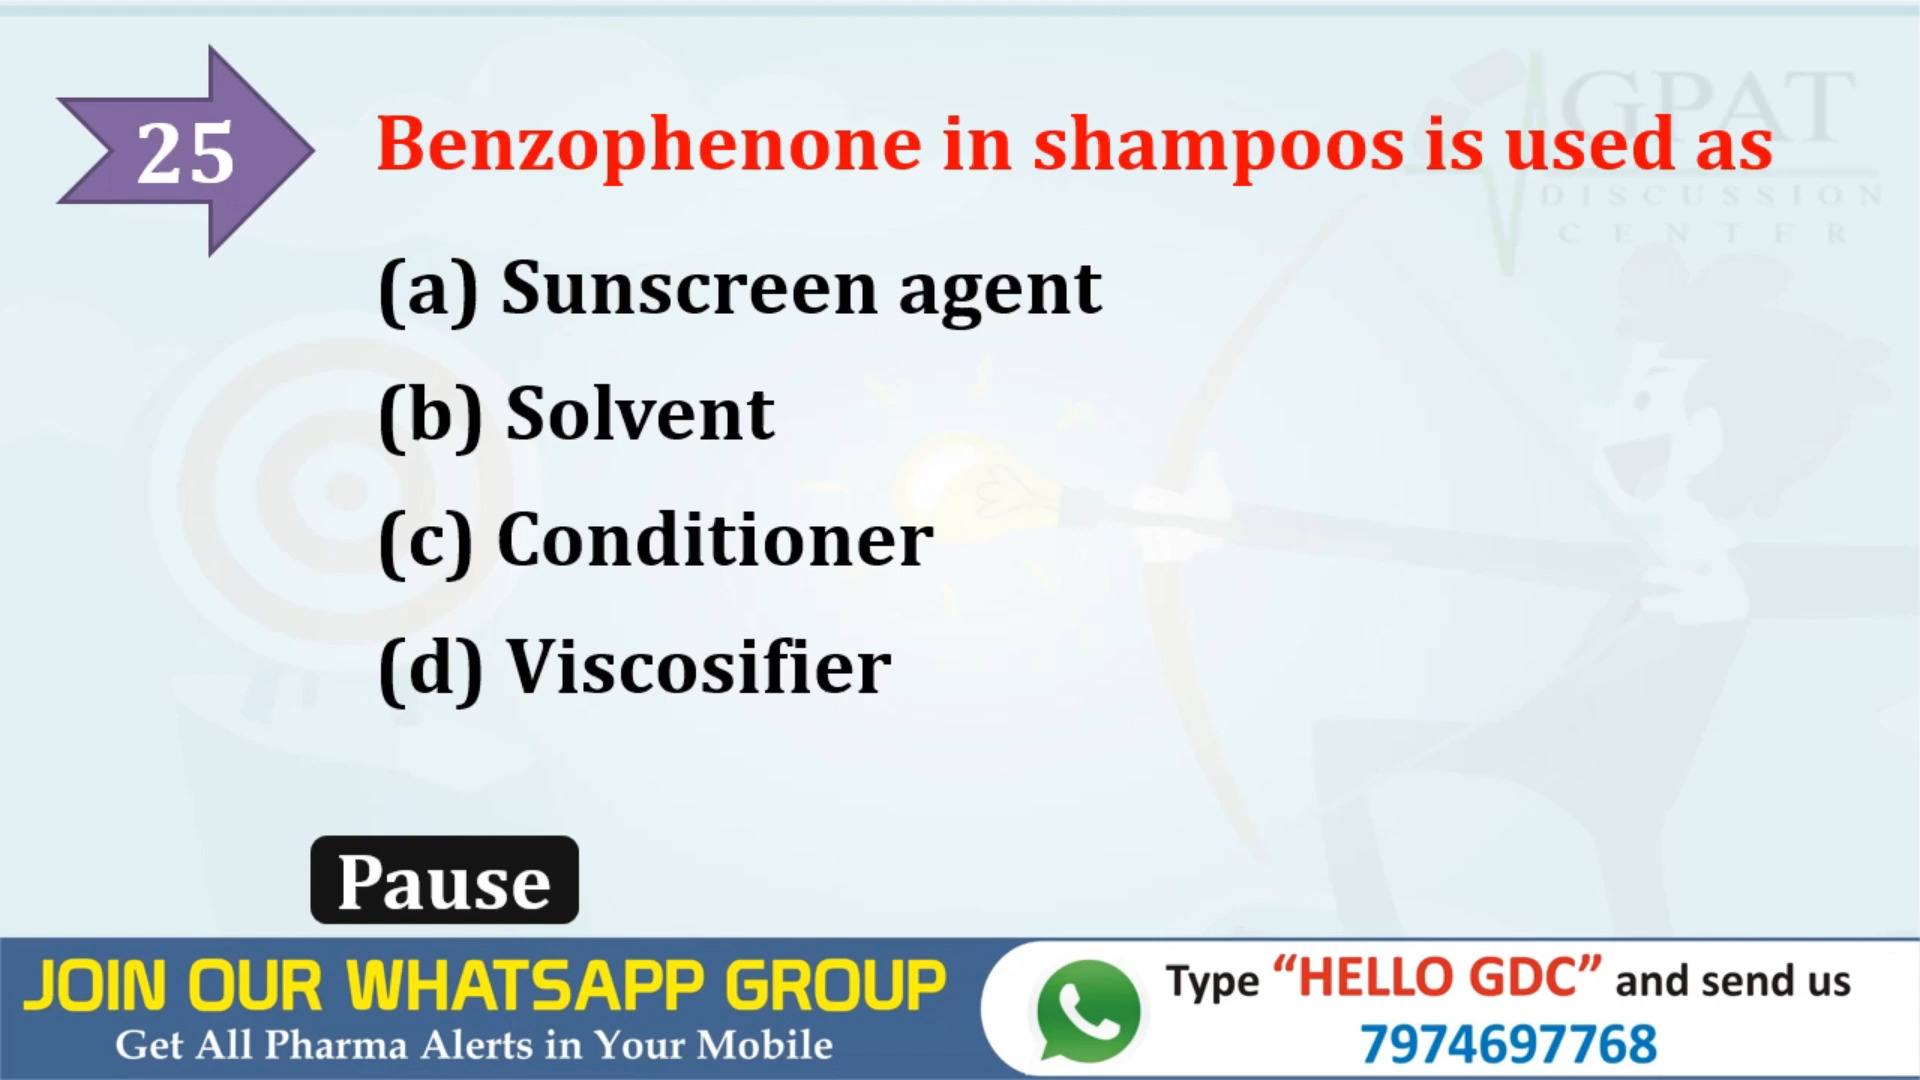 25
Benzophenone in shampoos is used as
(a) Sunscreen agent
(b) Solvent
(c) Conditioner
(d) Viscosifier
GPAT
DISCUSSION
CENTER
Pause
JOIN OUR WHATSAPP GROUP
Get All Pharma Alerts in Your Mobile
Type “HELLO GDC” and send us
7974697768